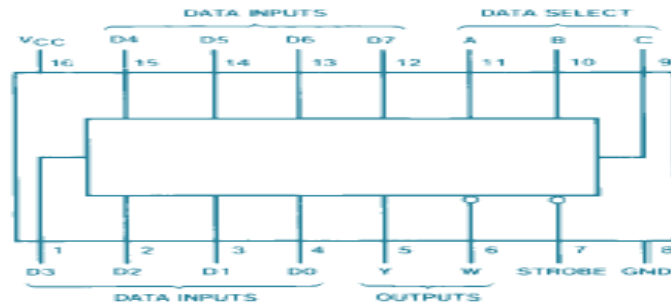 DATA INPUTS DATA SELECT
VCC D4 D5 D6 D7 A B C
16 15 14 13 12 11 10 9
1 2 3 4 5 6 7 8
D3 D2 D1 D0 Y W STROBE GND
DATA INPUTS OUTPUTS